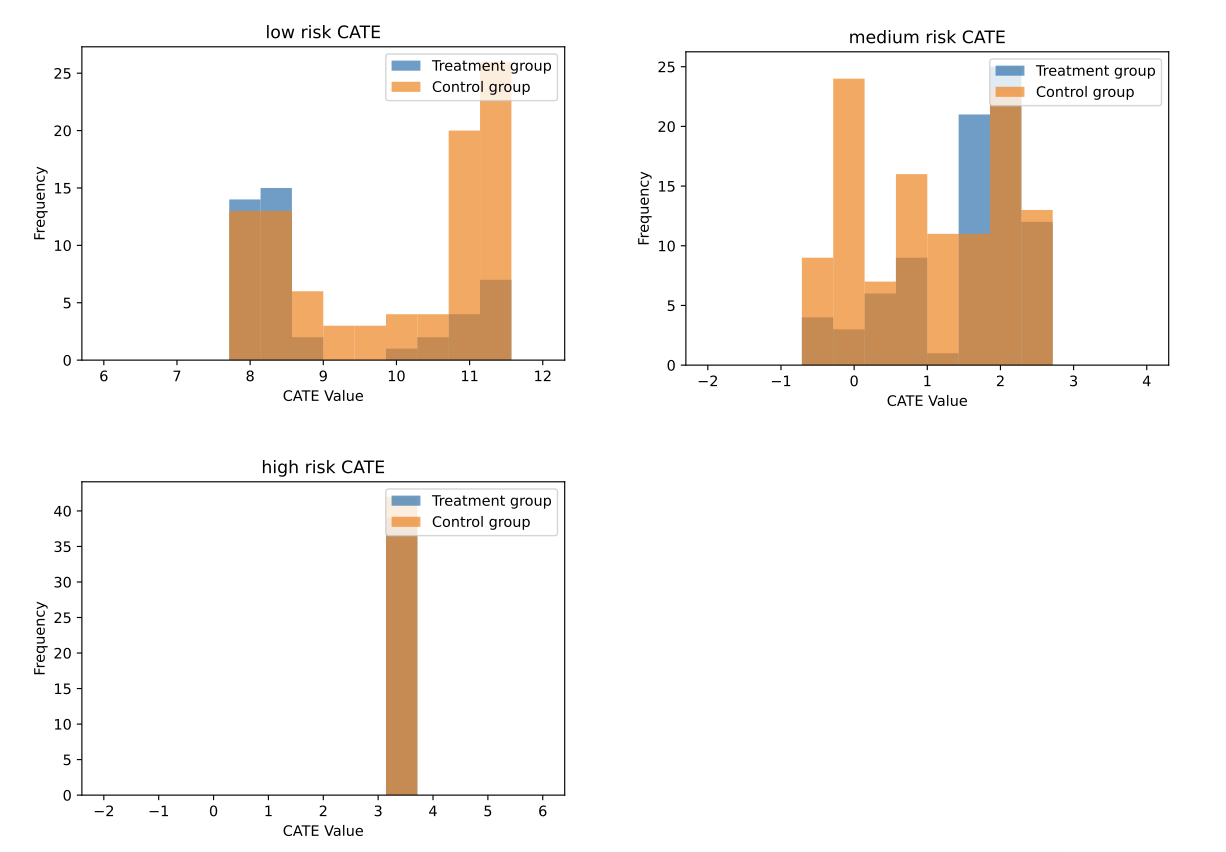 low risk CATE
Treatment group
Control group
25
20
15
10
5
0
Frequency
6 7 8 9 10 11 12
CATE Value
medium risk CATE
Treatment group
Control group
25
20
15
10
5
0
Frequency
−2 −1 0 1 2 3 4
CATE Value
high risk CATE
Treatment group
Control group
40
35
30
25
20
15
10
5
0
Frequency
−2 −1 0 1 2 3 4 5 6
CATE Value